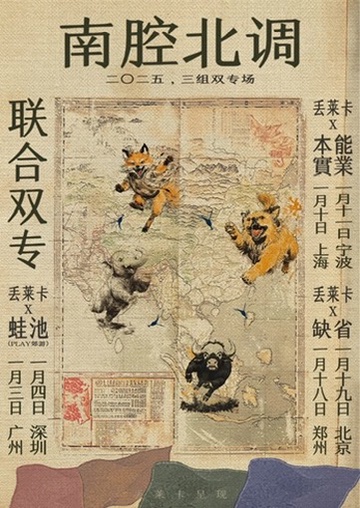 南腔北调
二〇二五，三组双专场
联合双专
丢莱卡
X
本實能業
一月十日 上海
一月十一日 宁波
丢莱卡
X
蛙池
(PLAY郊游)
一月三日 广州
一月四日 深圳
丢莱卡
X
缺省
一月十八日 郑州
一月十九日 北京
莱卡呈现